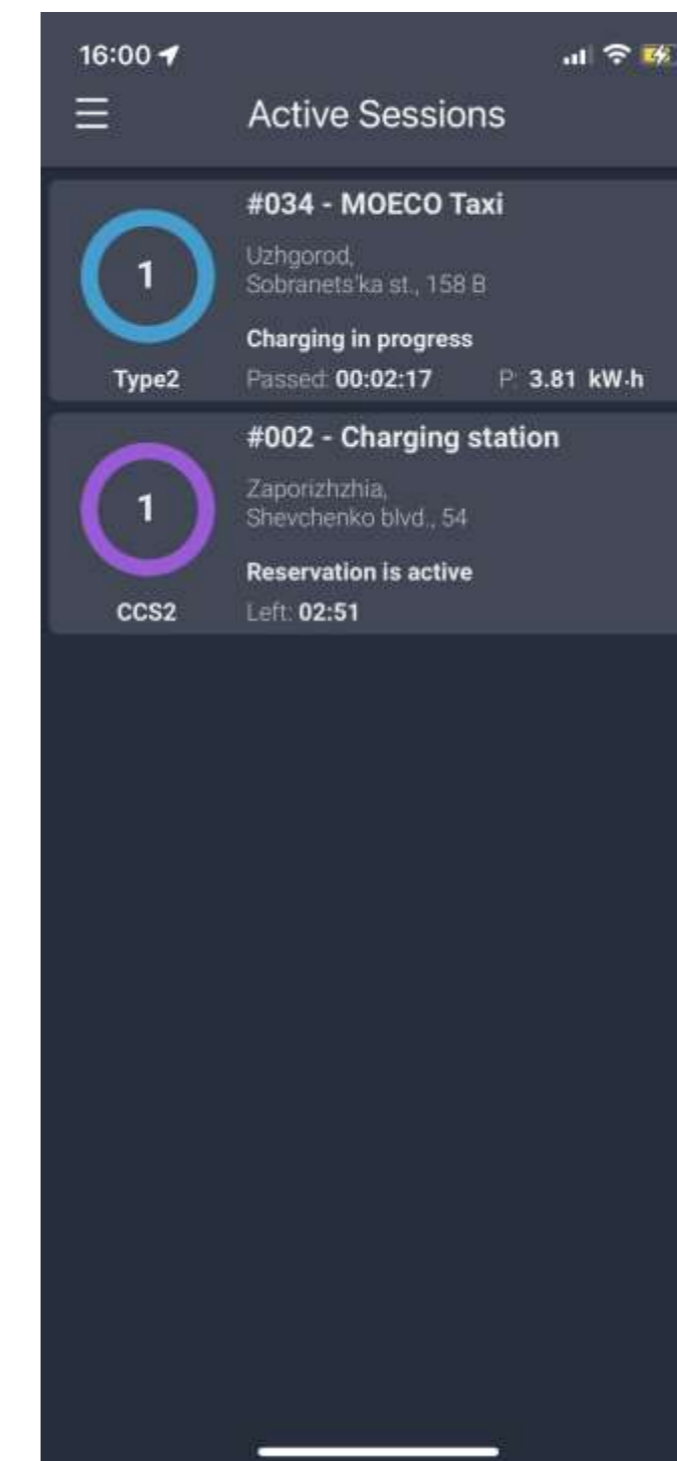 16:00
Active Sessions
#034 - MOECO Taxi
1
Uzhgorod,
Sobranets'ka st., 158 B
Charging in progress
Type2
Passed: 00:02:17 P: 3.81 kW·h
#002 - Charging station
1
Zaporizhzhia,
Shevchenko blvd., 54
Reservation is active
CCS2
Left: 02:51